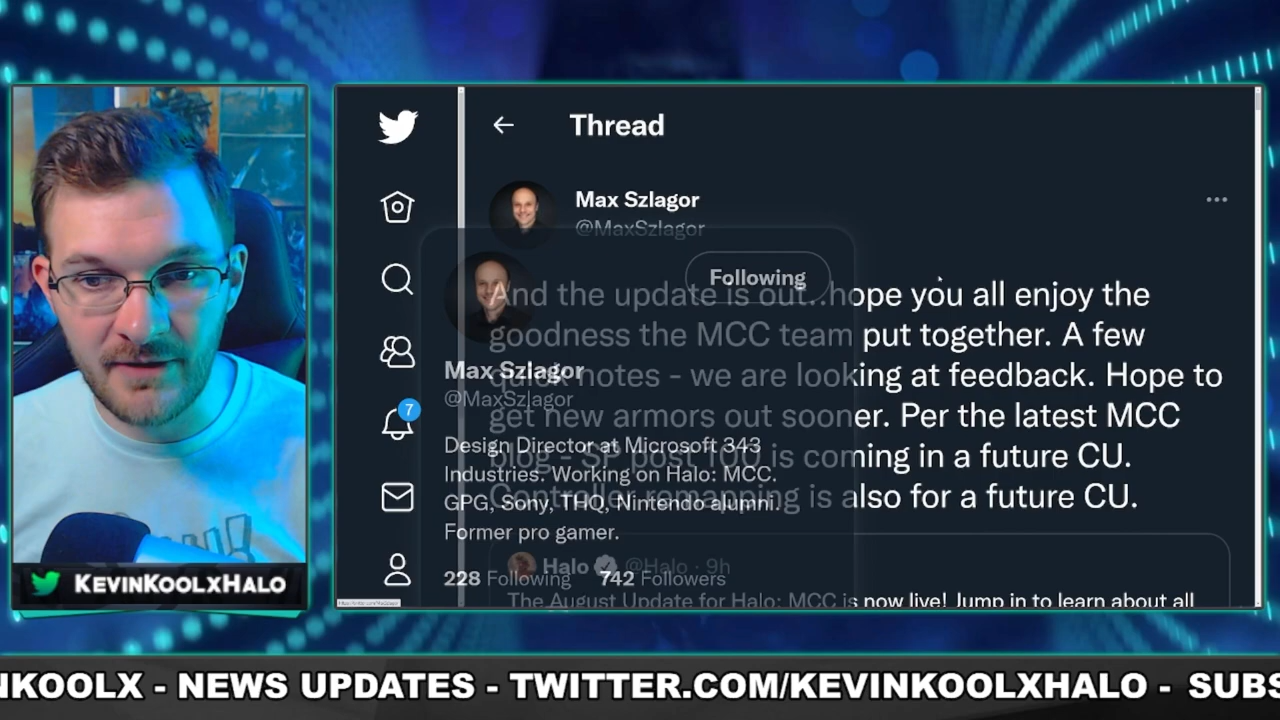 Thread
Max Szlagor
@MaxSzlagor
Following
And the update is out..hope you all enjoy the
goodness the MCC team put together. A few
quick notes - we are looking at feedback. Hope to
get new armors out sooner. Per the latest MCC
blog - SP post 100 is coming in a future CU.
Controller remapping is also for a future CU.
Max Szlagor
@MaxSzlagor
Design Director at Microsoft 343
Industries. Working on Halo: MCC.
GPG, Sony, THQ, Nintendo alumni.
Former pro gamer.
228 Following 742 Followers
Halo @Halo · 9h
The August Update for Halo: MCC is now live! Jump in to learn about all
7
KEVINKOOLXHALO
NKOOLX - NEWS UPDATES - TWITTER.COM/KEVINKOOLXHALO - SUBS